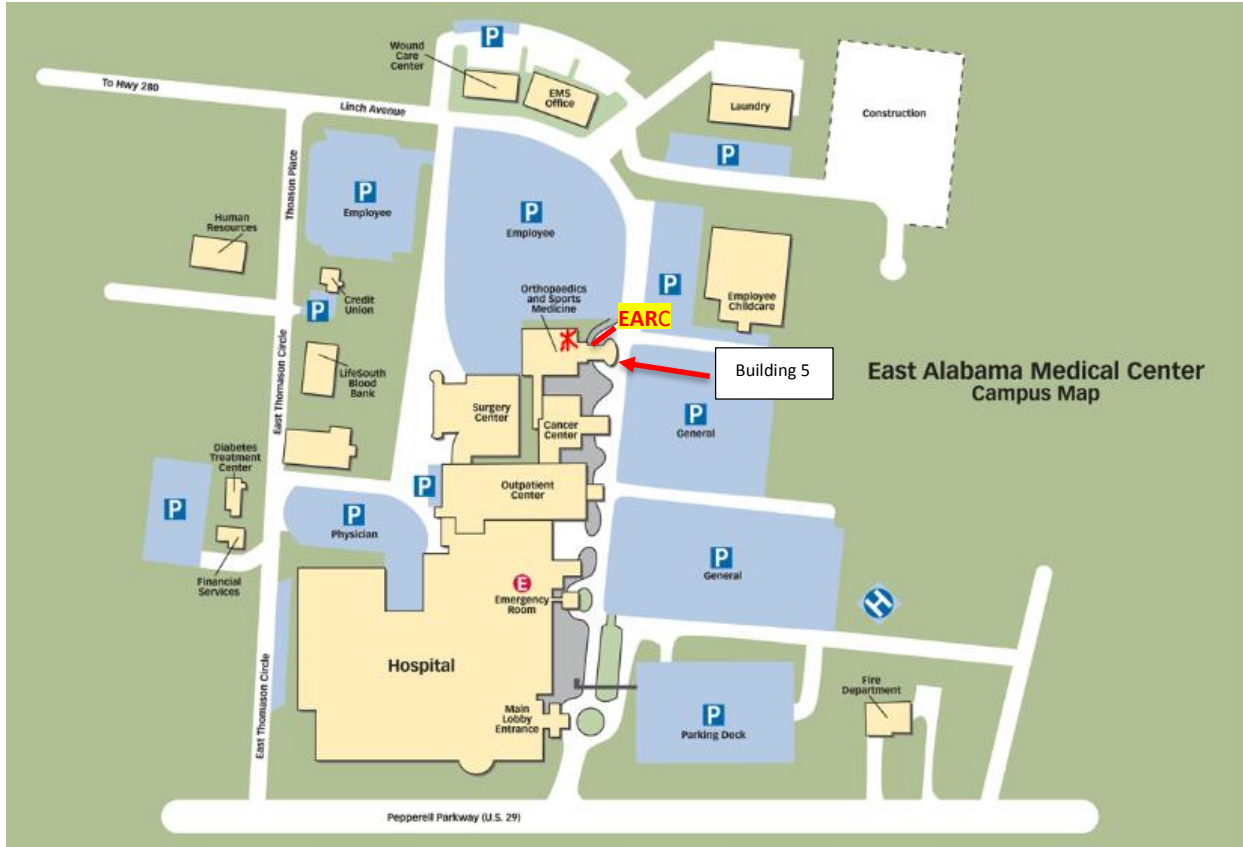 Wound
Care
Center
P
EMS
Office
Laundry
Construction
To Hwy 280
Linch Avenue
P
Thoason Place
P
Employee
P
Employee
Human
Resources
P
Employee
Childcare
Credit
Union
P
Orthopaedics
and Sports
Medicine
EARC
Building 5
East Alabama Medical Center
Campus Map
East Thomason Circle
LifeSouth
Blood
Bank
Surgery
Center
Cancer
Center
P
General
Diabetes
Treatment
Center
P
Outpatient
Center
P
P
Physician
P
General
Financial
Services
E
Emergency
Room
H
Hospital
Fire
Department
Main
Lobby
Entrance
P
Parking Deck
East Thomason Circle
Pepperell Parkway (U.S. 29)